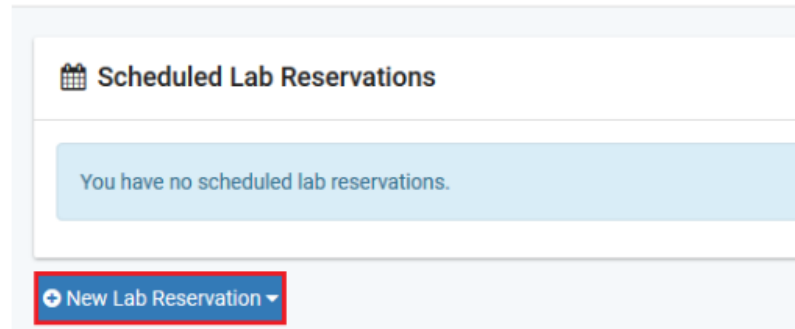 Scheduled Lab Reservations
You have no scheduled lab reservations.
New Lab Reservation